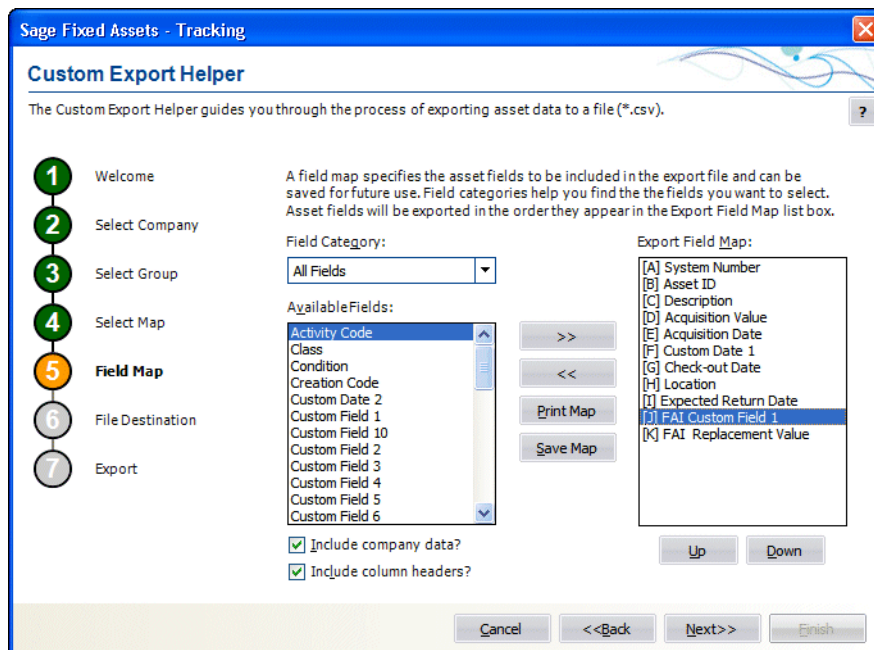 Sage Fixed Assets - Tracking
Custom Export Helper
The Custom Export Helper guides you through the process of exporting asset data to a file (*.csv).
?
1 Welcome
2 Select Company
3 Select Group
4 Select Map
5 Field Map
6 File Destination
7 Export
A field map specifies the asset fields to be included in the export file and can be
saved for future use. Field categories help you find the the fields you want to select.
Asset fields will be exported in the order they appear in the Export Field Map list box.
Field Category:
All Fields
Available Fields:
Activity Code
Class
Condition
Creation Code
Custom Date 2
Custom Field 1
Custom Field 10
Custom Field 2
Custom Field 3
Custom Field 4
Custom Field 5
Custom Field 6
>>
<<
Print Map
Save Map
Export Field Map:
[A] System Number
[B] Asset ID
[C] Description
[D] Acquisition Value
[E] Acquisition Date
[F] Custom Date 1
[G] Check-out Date
[H] Location
[I] Expected Return Date
[J] FAI Custom Field 1
[K] FAI Replacement Value
Up
Down
Include company data?
Include column headers?
Cancel
<<Back
Next>>
Finish